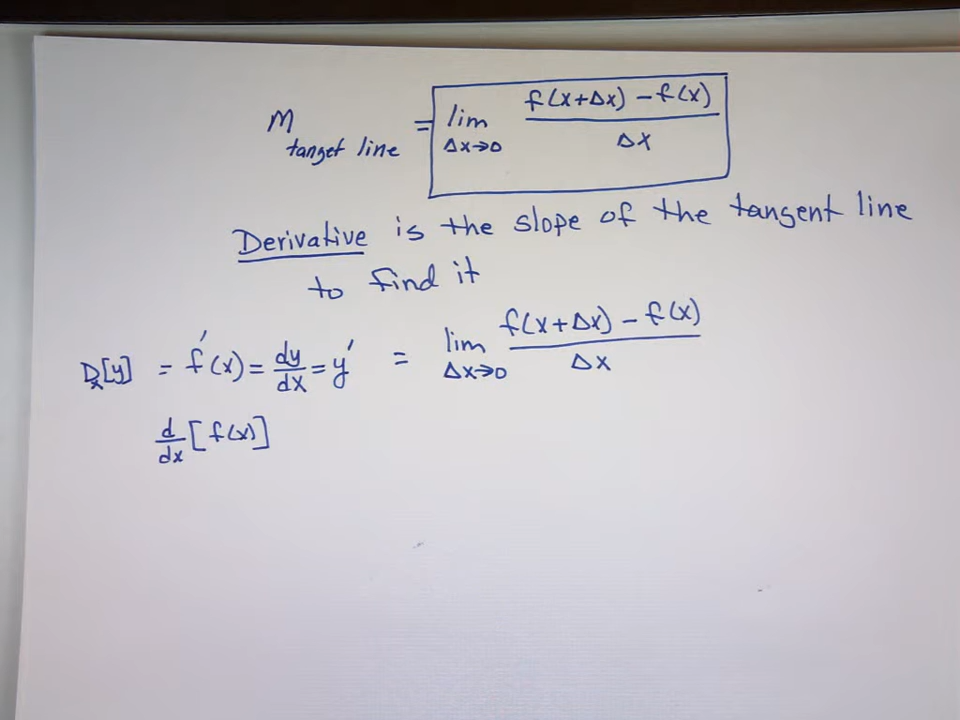 m tanget line = lim Δx→0 f(x+Δx) - f(x) / Δx
Derivative is the slope of the tangent line
to find it
Dx[y] = f'(x) = dy/dx = y' = lim Δx→0 f(x+Δx) - f(x) / Δx
d/dx [f(x)]